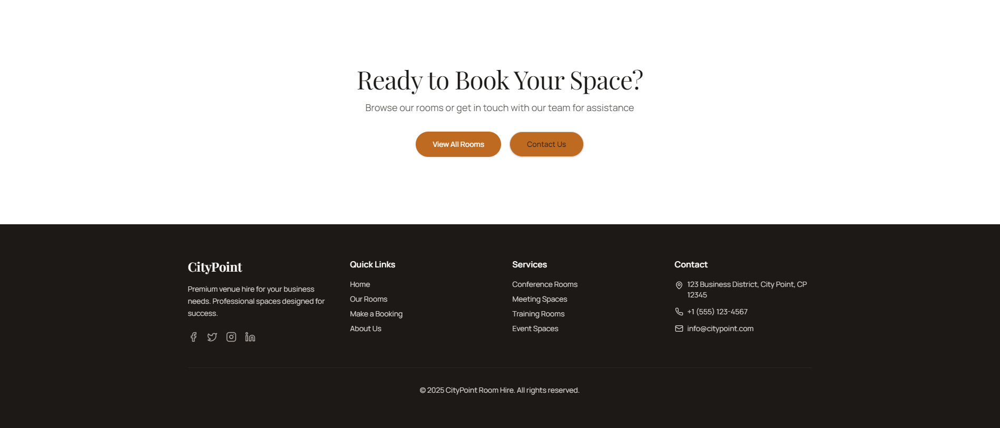 Ready to Book Your Space?
Browse our rooms or get in touch with our team for assistance
View All Rooms
Contact Us
CityPoint
Premium venue hire for your business
needs. Professional spaces designed for
success.
Quick Links
Home
Our Rooms
Make a Booking
About Us
Services
Conference Rooms
Meeting Spaces
Training Rooms
Event Spaces
Contact
123 Business District, City Point, CP
12345
+1 (555) 123-4567
info@citypoint.com
© 2025 CityPoint Room Hire. All rights reserved.